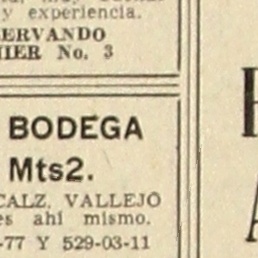 y experiencia.
ERVANDO
IER No. 3
BODEGA
Mts2.
CALZ, VALLEJO
es ahí mismo.
-77 Y 529-03-11